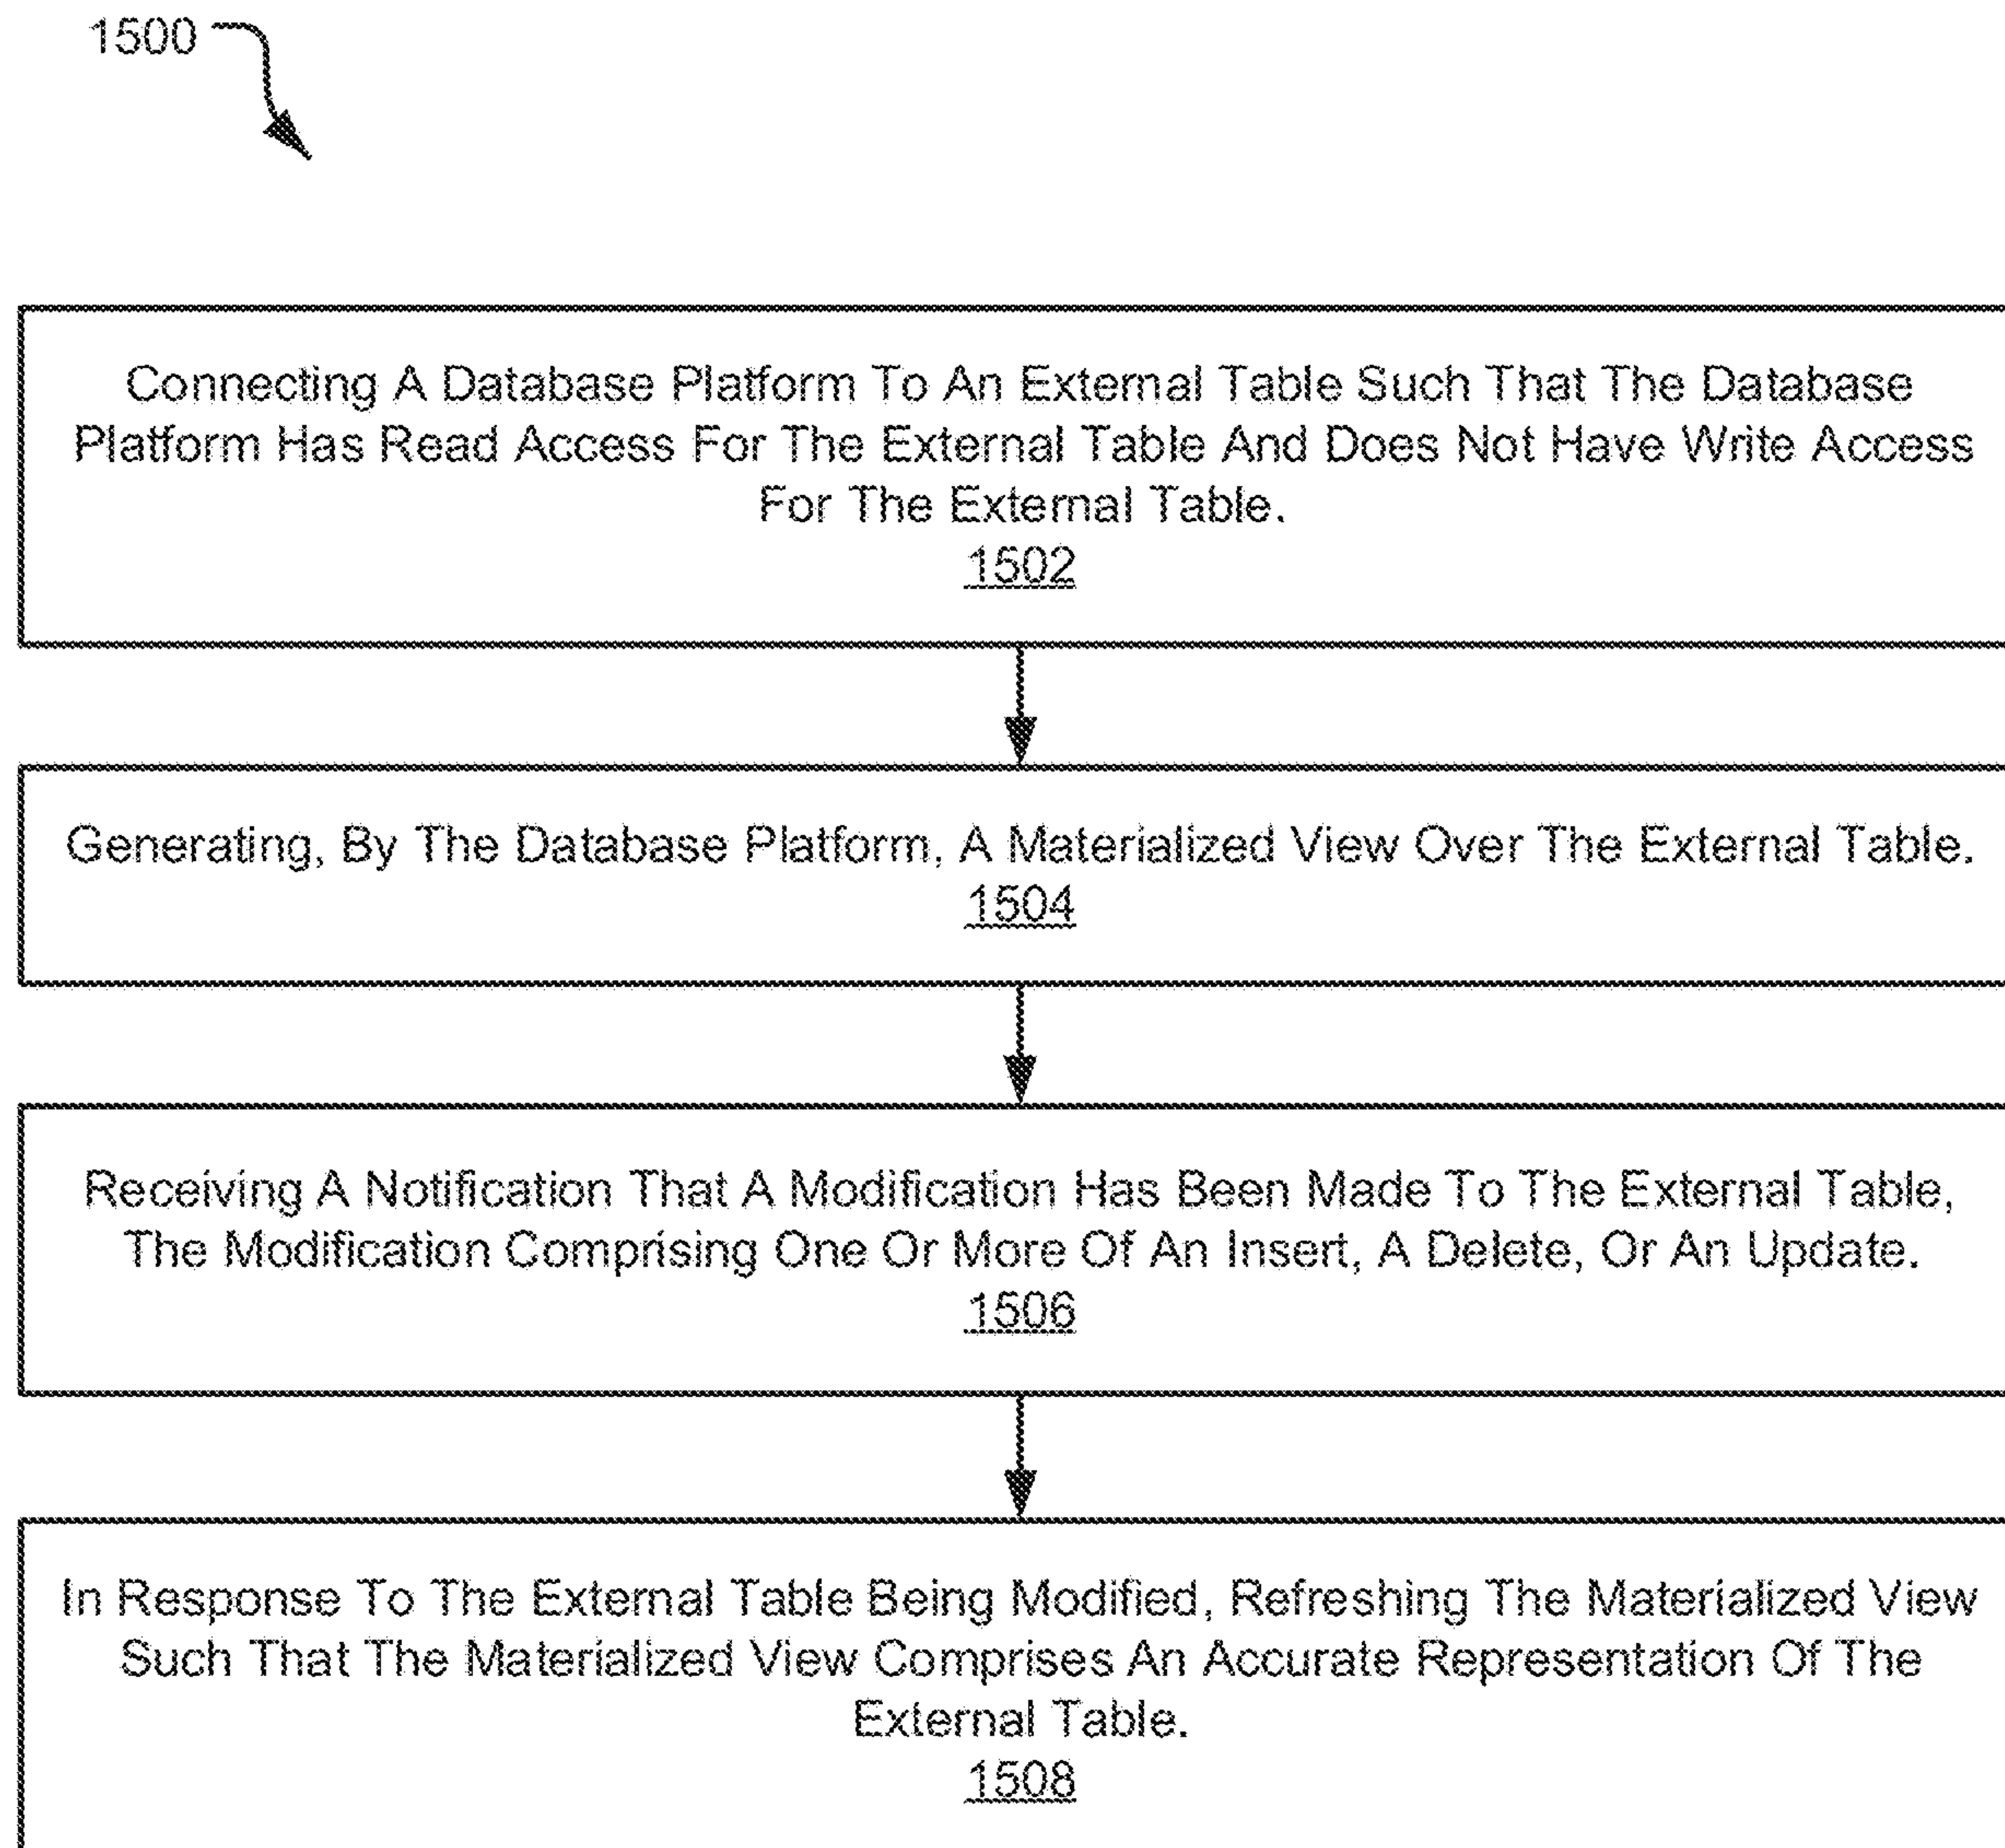 1500
Connecting A Database Platform To An External Table Such That The Database
Platform Has Read Access For The External Table And Does Not Have Write Access
For The External Table.
1502
Generating, By The Database Platform, A Materialized View Over The External Table.
1504
Receiving A Notification That A Modification Has Been Made To The External Table,
The Modification Comprising One Or More Of An Insert, A Delete, Or An Update.
1506
In Response To The External Table Being Modified, Refreshing The Materialized View
Such That The Materialized View Comprises An Accurate Representation Of The
External Table.
1508